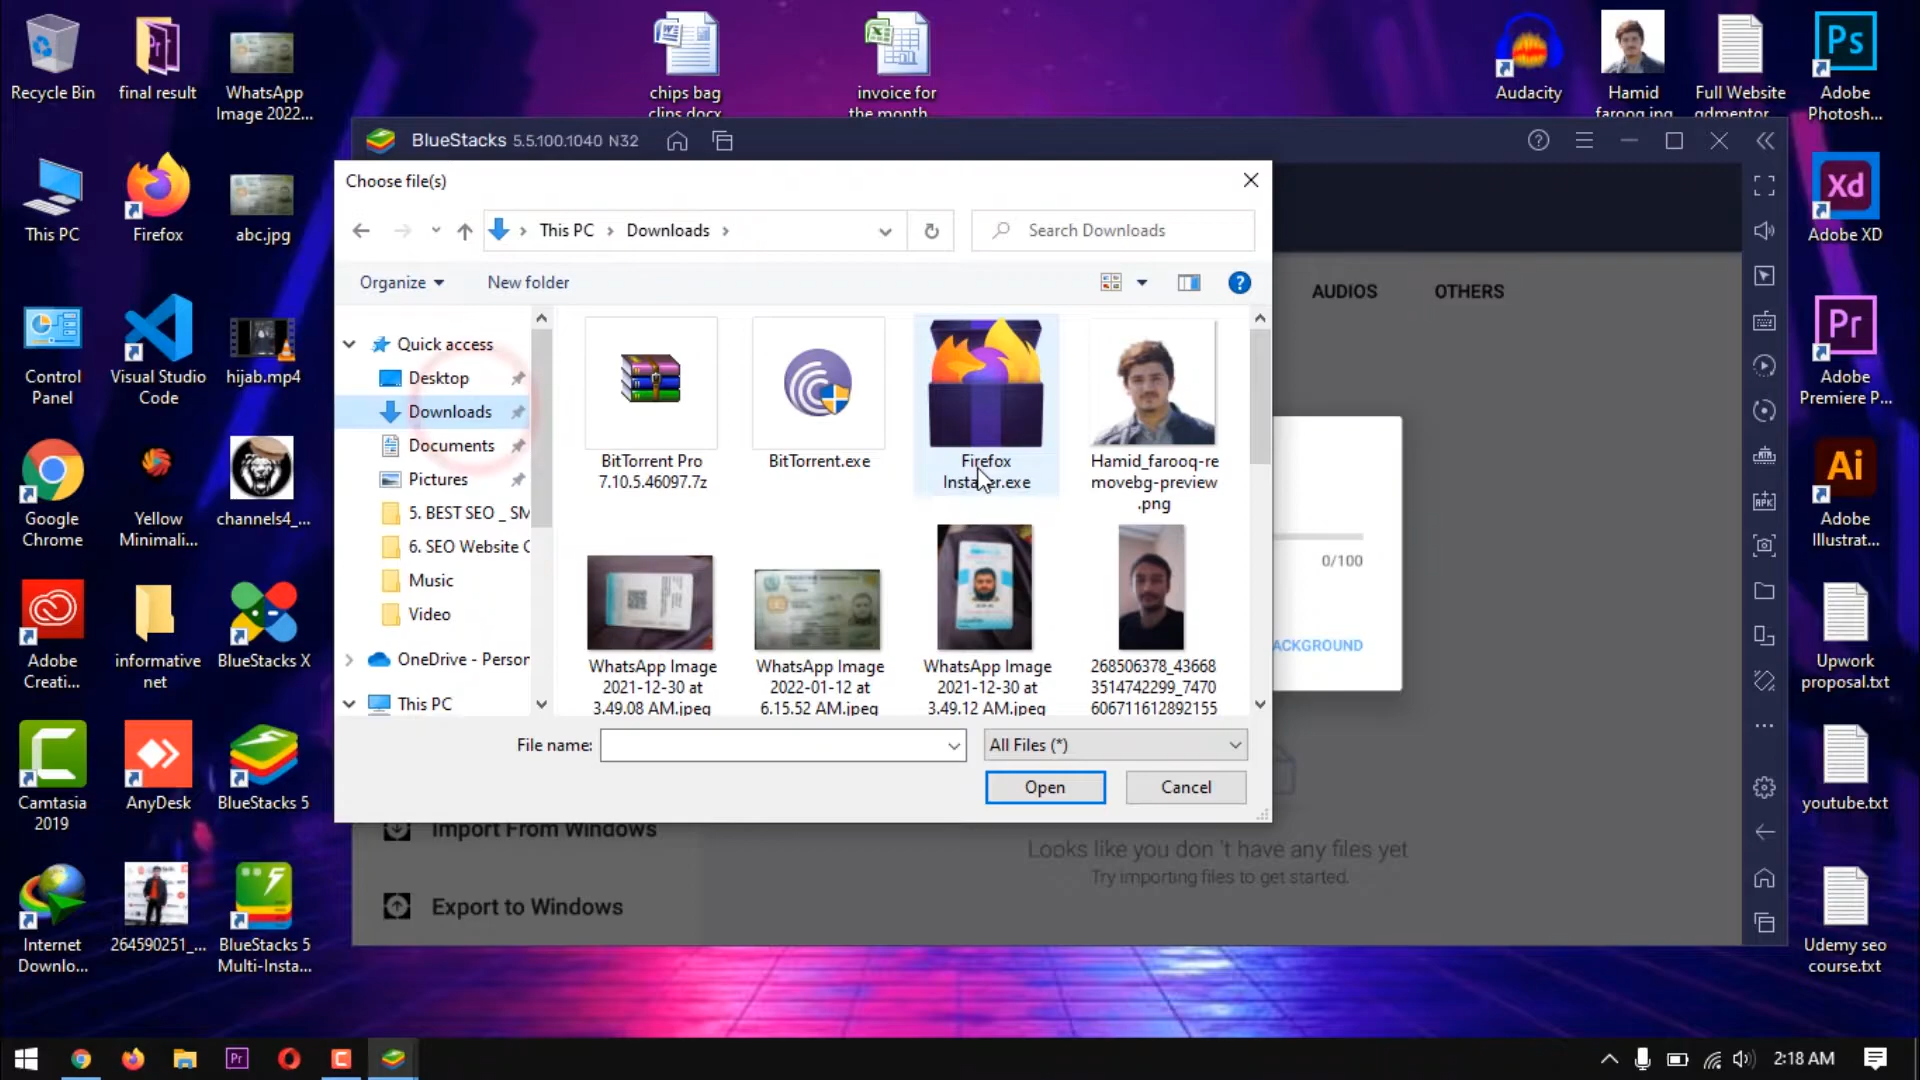 Recycle Bin
final result
WhatsApp
Image 2022...
chips bag
clips.docx
invoice for
the month
Audacity
Hamid
farooq.jpg
Full Website
Adobe
Photosh...
This PC
Firefox
abc.jpg
Adobe XD
Control
Panel
Visual Studio
Code
hijab.mp4
Adobe
Premiere P...
Google
Chrome
Yellow
Minimali...
channels4_...
Adobe
Illustrat...
Adobe
Creati...
informative
net
BlueStacks X
Upwork
proposal.txt
Camtasia
2019
AnyDesk
BlueStacks 5
youtube.txt
Internet
Downlo...
264590251_...
BlueStacks 5
Multi-Insta...
Udemy seo
course.txt
Ps
Xd
Pr
Ai
BlueStacks 5.5.100.1040 N32
Choose file(s)
This PC
Downloads
Search Downloads
Organize
New folder
Quick access
Desktop
Downloads
Documents
Pictures
5. BEST SEO _ SM
6. SEO Website C
Music
Video
OneDrive - Person
This PC
BitTorrent Pro
7.10.5.46097.7z
BitTorrent.exe
Firefox
Installer.exe
Hamid_farooq-re
movebg-preview
.png
WhatsApp Image
2021-12-30 at
3.49.08 AM.jpeg
WhatsApp Image
2022-01-12 at
6.15.52 AM.jpeg
WhatsApp Image
2021-12-30 at
3.49.12 AM.jpeg
268506378_43668
3514742299_7470
606711612892155
File name:
All Files (*)
Open
Cancel
AUDIOS
OTHERS
0/100
ACKGROUND
Import From Windows
Export to Windows
Looks like you don 't have any files yet
Try importing files to get started.
APK
Pr
2:18 AM